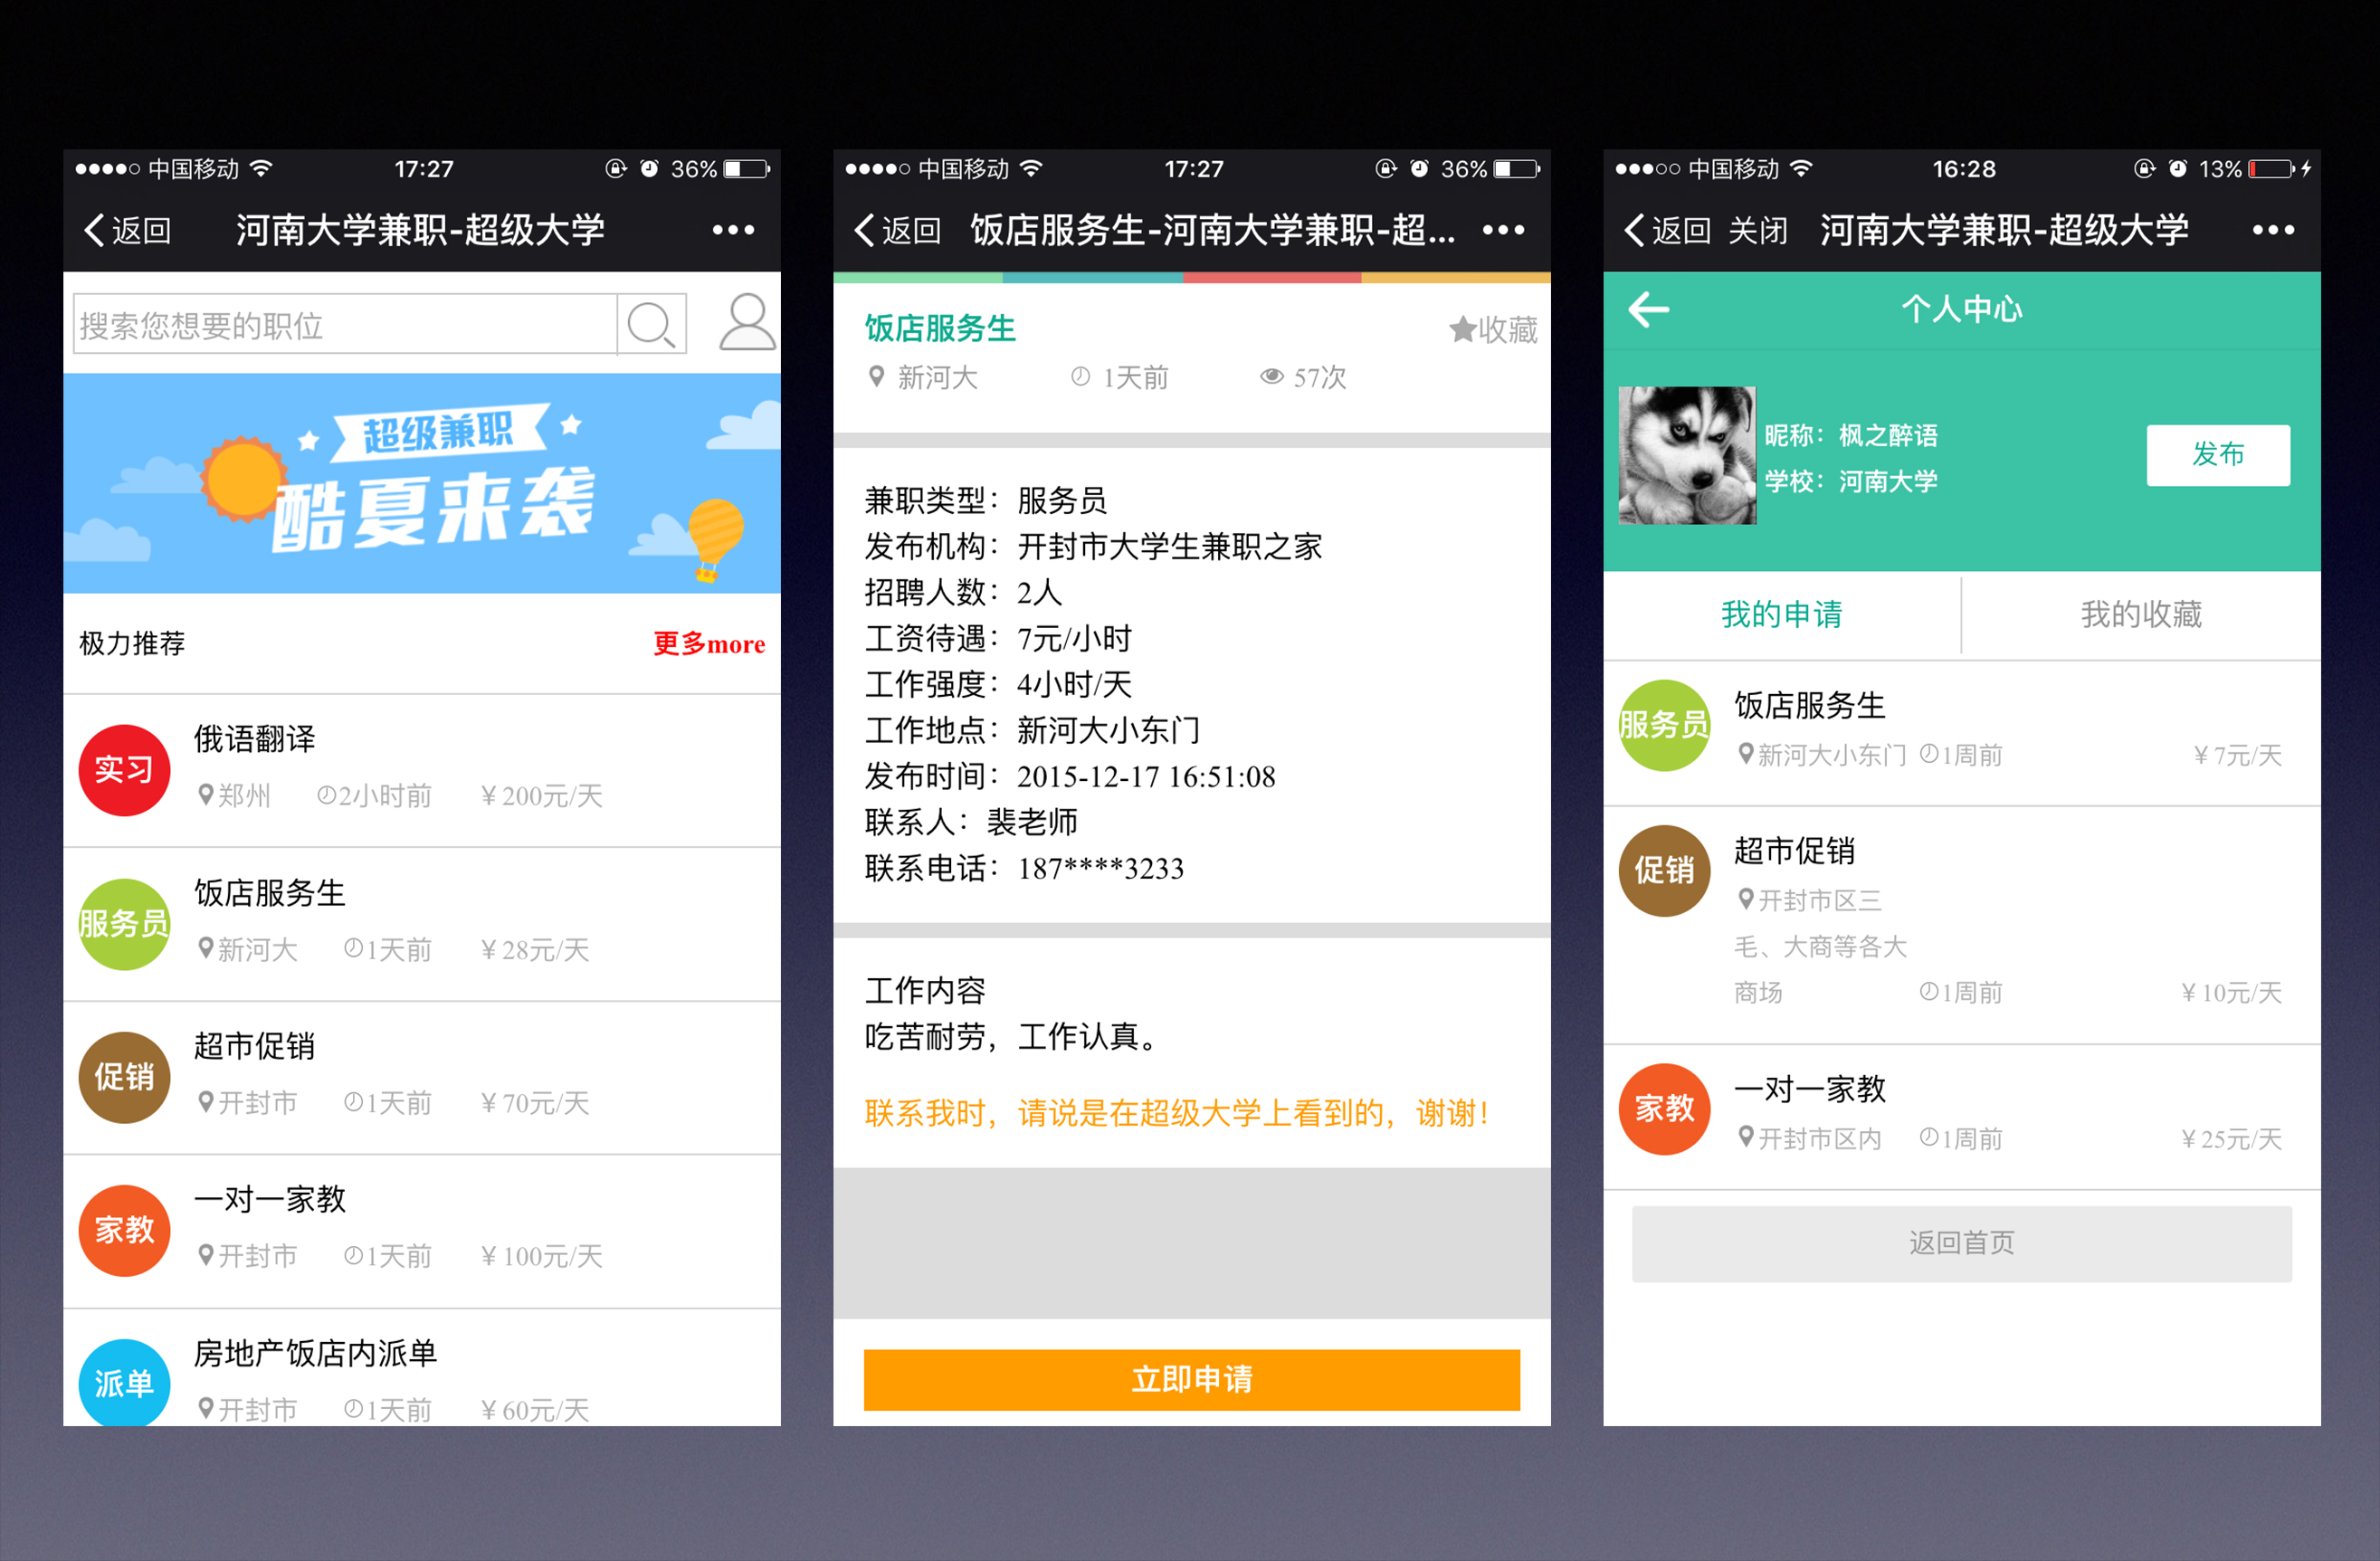 中国移动 17:27 36%
返回 河南大学兼职-超级大学
搜索您想要的职位
超级兼职
酷夏来袭
极力推荐 更多more
实习
俄语翻译
郑州 2小时前 ￥200元/天
服务员
饭店服务生
新河大 1天前 ￥28元/天
促销
超市促销
开封市 1天前 ￥70元/天
家教
一对一家教
开封市 1天前 ￥100元/天
派单
房地产饭店内派单
开封市 1天前 ￥60元/天
中国移动 17:27 36%
返回 饭店服务生-河南大学兼职-超...
饭店服务生 收藏
新河大 1天前 57次
兼职类型：服务员
发布机构：开封市大学生兼职之家
招聘人数：2人
工资待遇：7元/小时
工作强度：4小时/天
工作地点：新河大小东门
发布时间：2015-12-17 16:51:08
联系人：裴老师
联系电话：187****3233
工作内容
吃苦耐劳，工作认真。
联系我时，请说是在超级大学上看到的，谢谢！
立即申请
中国移动 16:28 13%
返回 关闭 河南大学兼职-超级大学
个人中心
昵称：枫之醉语
学校：河南大学
发布
我的申请 我的收藏
服务员
饭店服务生
新河大小东门 1周前 ￥7元/天
促销
超市促销
开封市区三
毛、大商等各大
商场 1周前 ￥10元/天
家教
一对一家教
开封市区内 1周前 ￥25元/天
返回首页